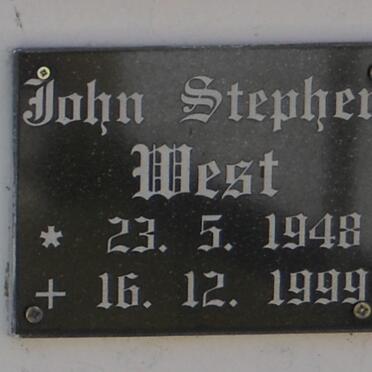 John Stephen
West
* 23. 5. 1948
+ 16. 12. 1999